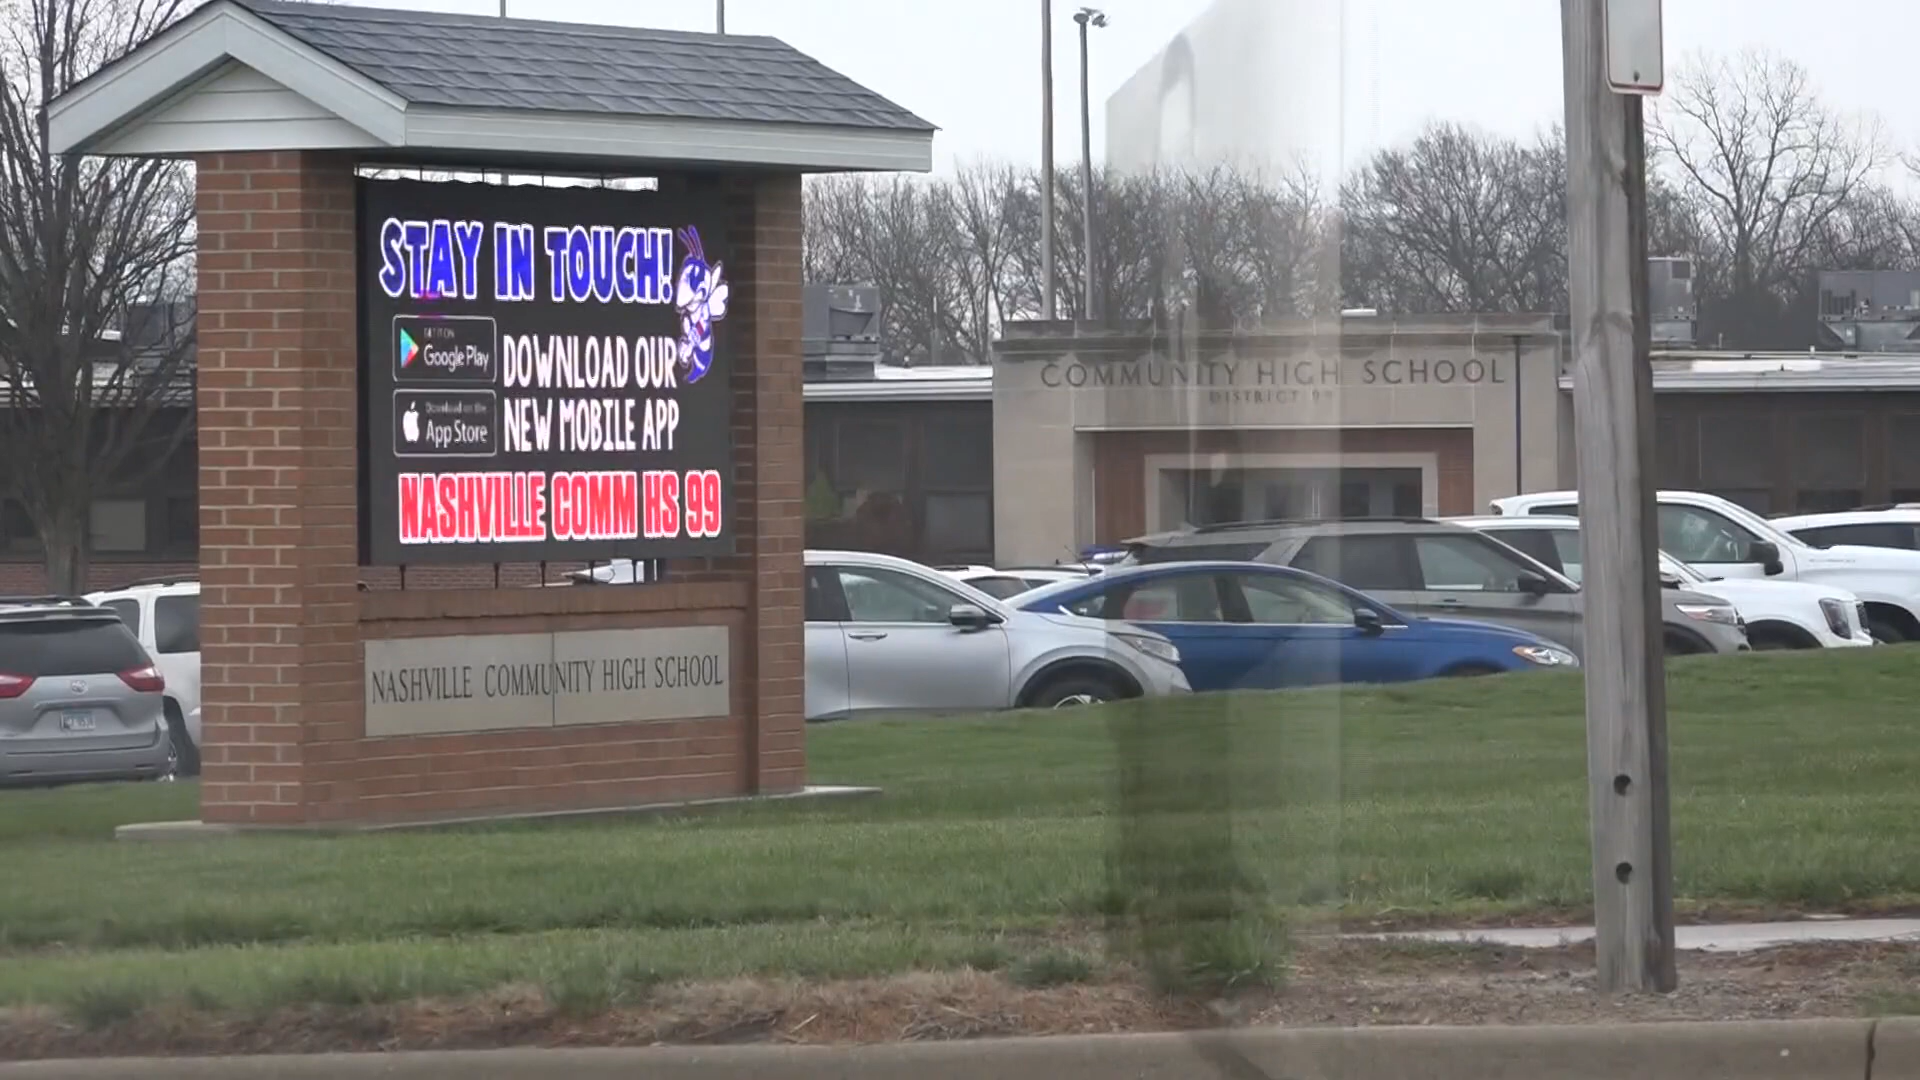 STAY IN TOUCH!
GET IT ON
Google Play
Download on the
App Store
DOWNLOAD OUR
NEW MOBILE APP
NASHVILLE COMM HS 99
NASHVILLE COMMUNITY HIGH SCHOOL
COMMUNITY HIGH SCHOOL
DISTRICT 99